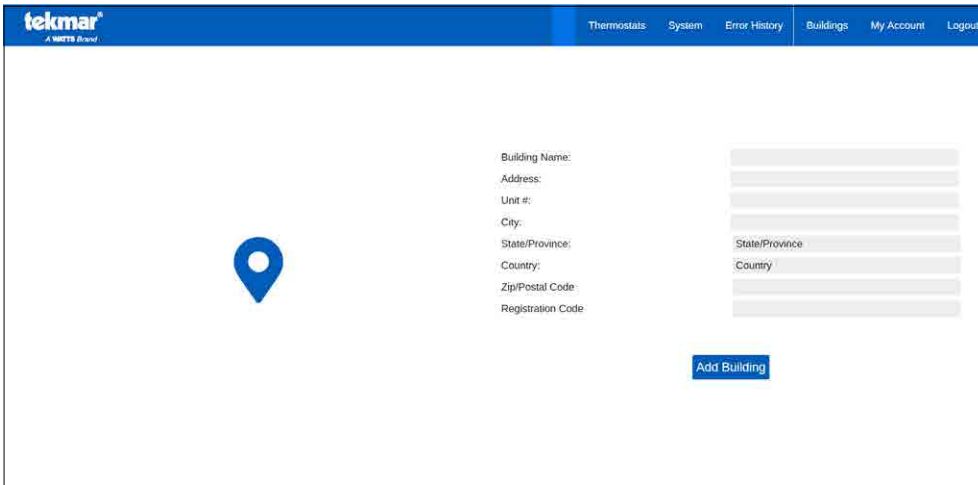 tekmar®
A WATTS Brand
Thermostats System Error History Buildings My Account Logout
Building Name:
Address:
Unit #:
City:
State/Province: State/Province
Country: Country
Zip/Postal Code
Registration Code
Add Building